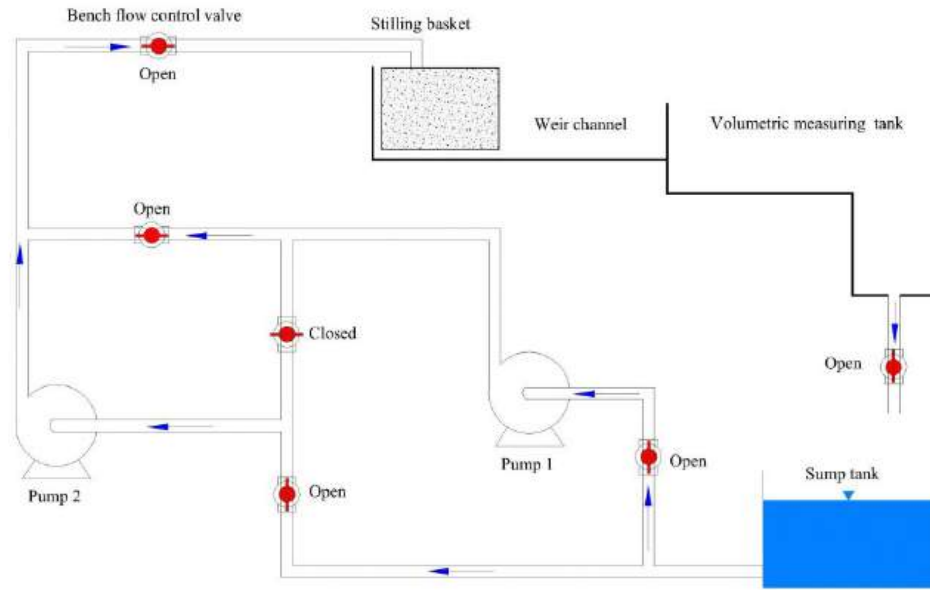 Bench flow control valve
Stilling basket
Open
Weir channel
Volumetric measuring tank
Open
Closed
Open
Pump 1
Open
Sump tank
Pump 2
Open